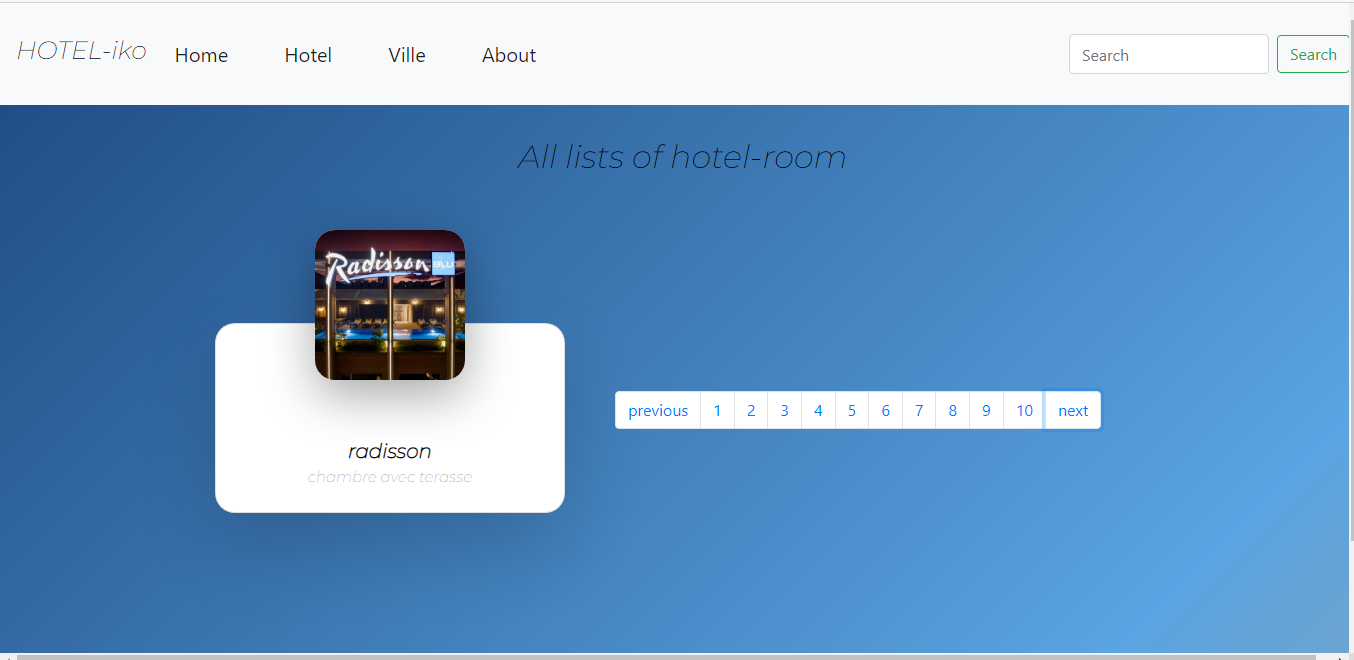 HOTEL-iko Home Hotel Ville About Search Search
All lists of hotel-room
Radisson BLU
radisson
chambre avec terasse
previous 1 2 3 4 5 6 7 8 9 10 next